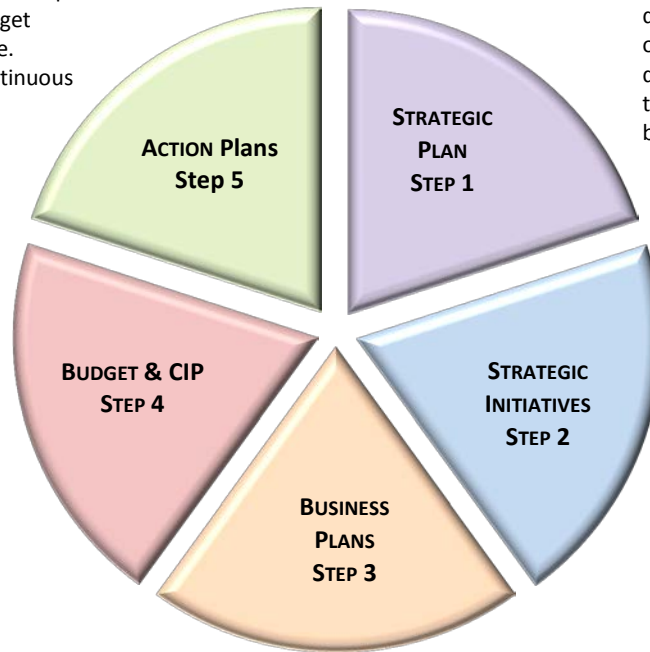 get
e.
tinuous
ACTION Plans
Step 5
STRATEGIC
PLAN
STEP 1
BUDGET & CIP
STEP 4
STRATEGIC
INITIATIVES
STEP 2
BUSINESS
PLANS
STEP 3